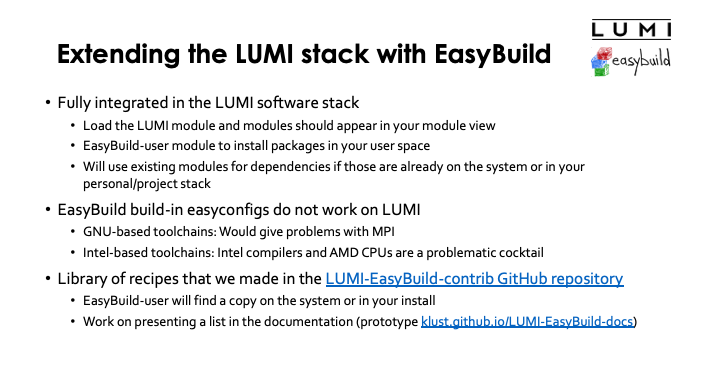 LUMI
Extending the LUMI stack with EasyBuild
easybuild
• Fully integrated in the LUMI software stack
• Load the LUMI module and modules should appear in your module view
• EasyBuild-user module to install packages in your user space
• Will use existing modules for dependencies if those are already on the system or in your
personal/project stack
• EasyBuild build-in easyconfigs do not work on LUMI
• GNU-based toolchains: Would give problems with MPI
• Intel-based toolchains: Intel compilers and AMD CPUs are a problematic cocktail
• Library of recipes that we made in the LUMI-EasyBuild-contrib GitHub repository
• EasyBuild-user will find a copy on the system or in your install
• Work on presenting a list in the documentation (prototype klust.github.io/LUMI-EasyBuild-docs)